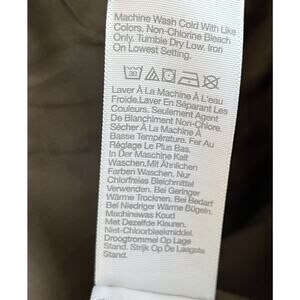 Machine Wash Cold With Like
Colors. Non-Chlorine Bleach
Only. Tumble Dry Low. Iron
On Lowest Setting.
30
Laver À La Machine À L'eau
Froide.Laver En Séparant Les
Couleurs. Seulement Agent
De Blanchiment Non-Chlore.
Sécher À La Machine À
Basse Température. Fer Au
Réglage Le Plus Bas.
In Der Maschine Kalt
Waschen.Mit Ähnlichen
Farben Waschen. Nur
Chlorfreies Bleichmittel
Verwenden. Bei Geringer
Wärme Trocknen. Bei Bedarf
Bei Niedriger Wärme Bügeln.
Machinewas Koud
Met Dezelfde Kleuren.
Niet-Chloorbleekmiddel
Droogtrommel Op Lage
Stand. Strijk Op De Laagste
Stand.